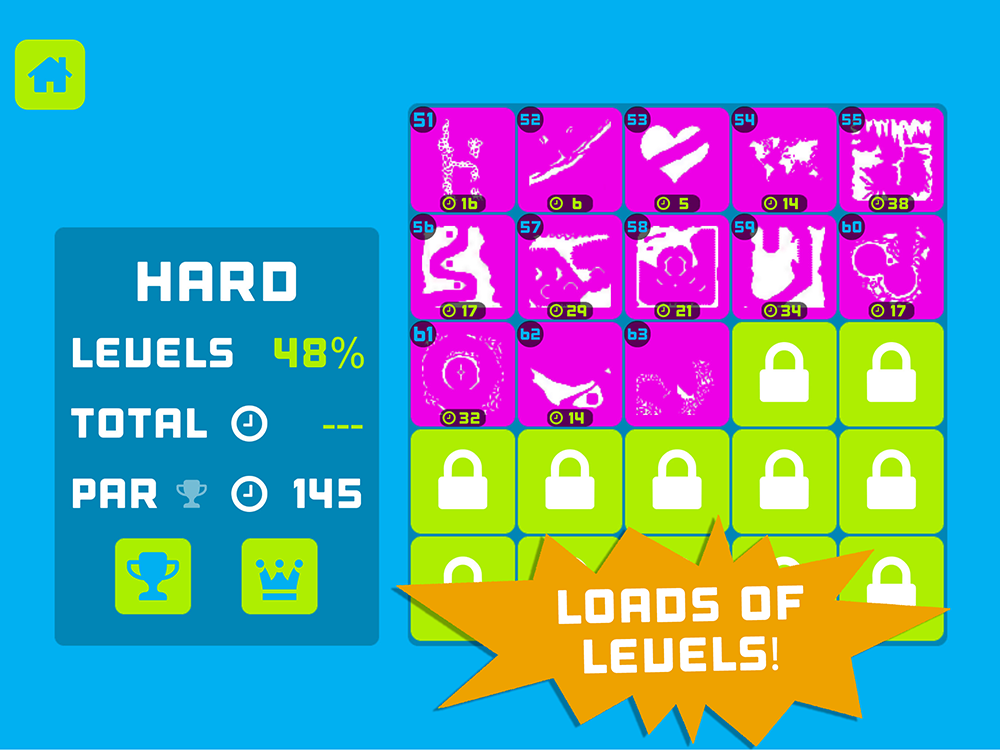 51 52 53 54 55
16 6 5 14 38
56 57 58 59 60
17 29 21 34 17
61 62 63
32 14
HARD
LEVELS 48%
TOTAL ---
PAR 145
LOADS OF
LEVELS!